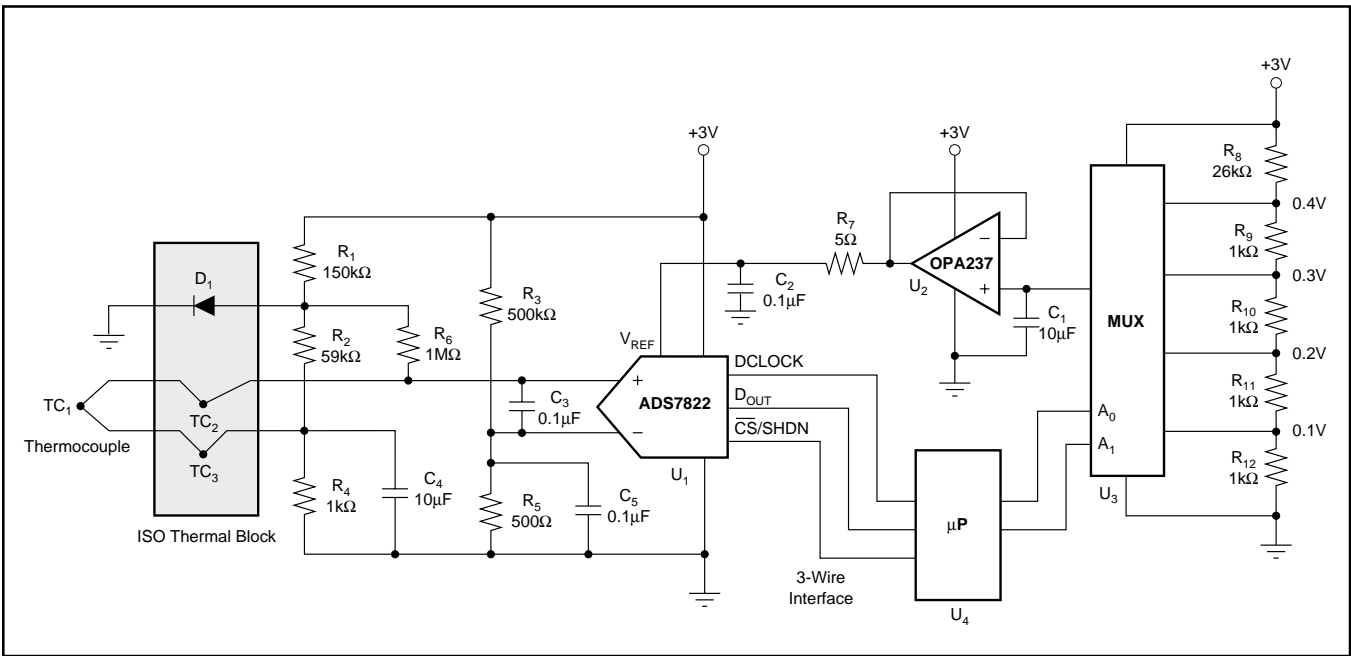 +3V
+3V
+3V
R8
26kΩ
0.4V
R9
1kΩ
0.3V
R10
1kΩ
0.2V
R11
1kΩ
0.1V
R12
1kΩ
R7
5Ω
OPA237
−
+
U2
C2
0.1µF
C1
10µF
MUX
A0
A1
U3
D1
R1
150kΩ
R3
500kΩ
R2
59kΩ
R6
1MΩ
VREF
DCLOCK
DOUT
CS/SHDN
+
ADS7822
−
U1
C3
0.1µF
TC1
Thermocouple
TC2
TC3
R4
1kΩ
C4
10µF
R5
500Ω
C5
0.1µF
ISO Thermal Block
µP
3-Wire
Interface
U4